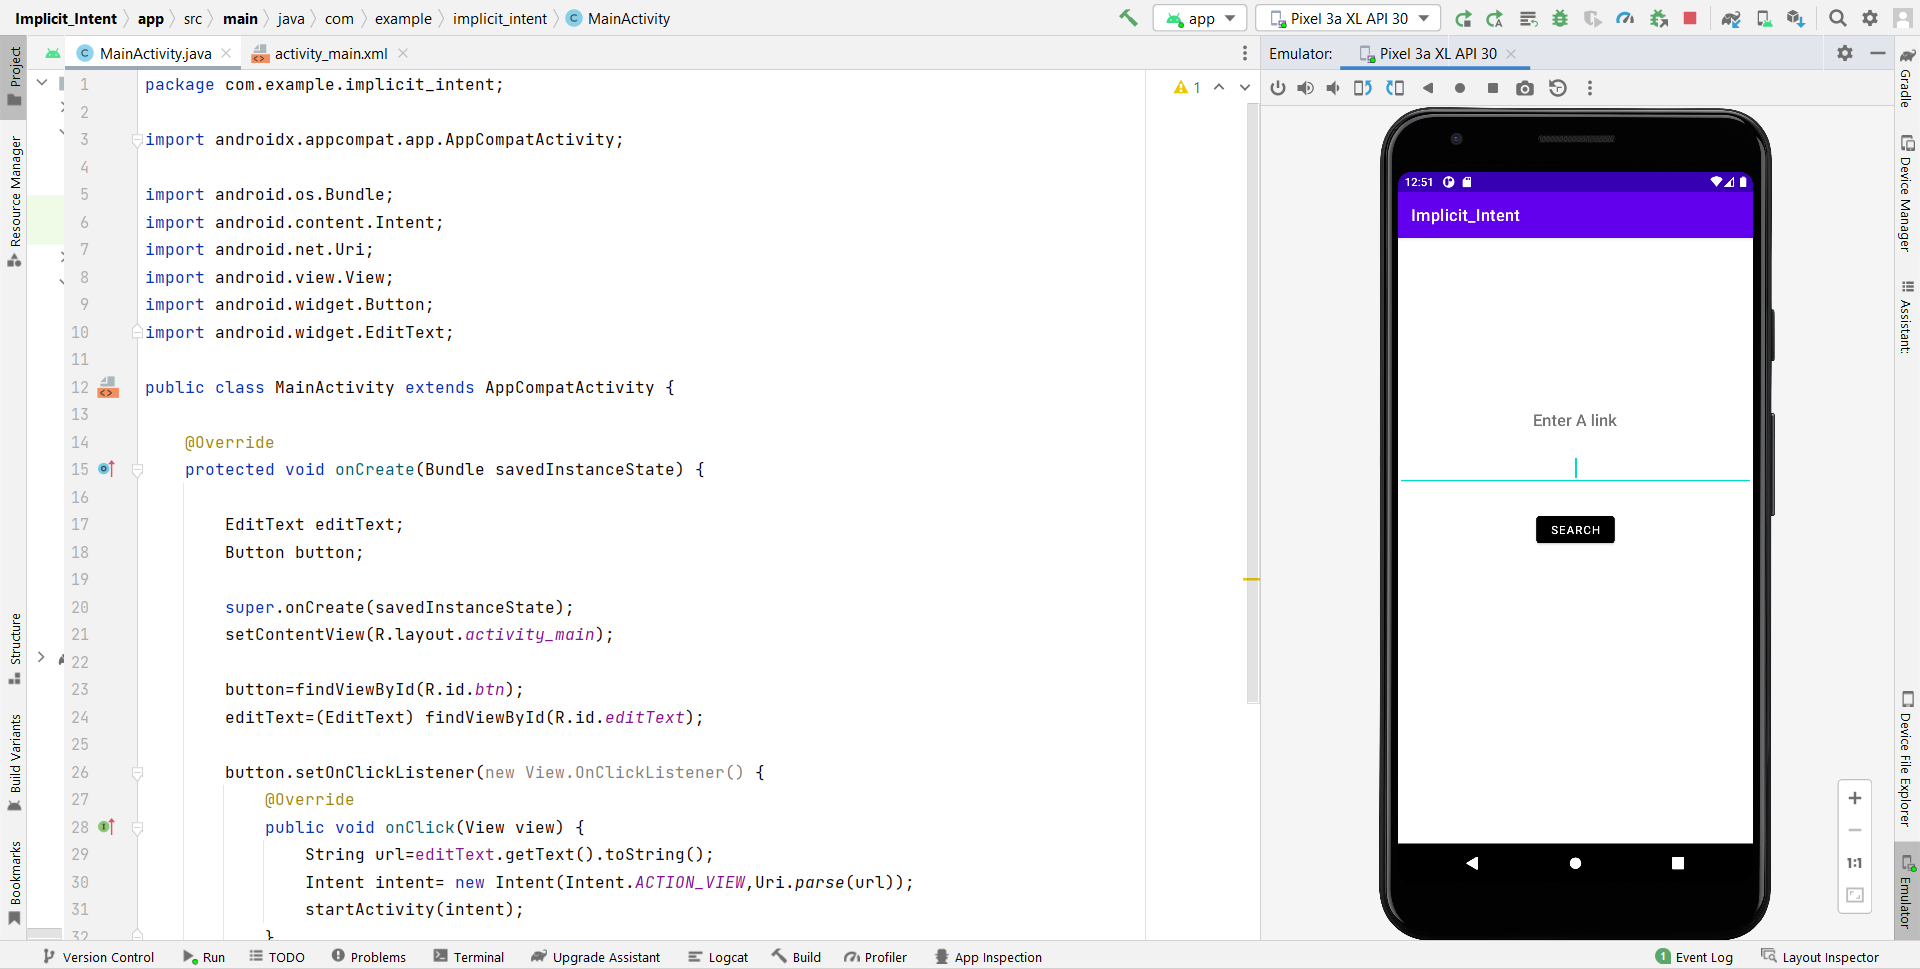 Implicit_Intent app src main java com example implicit_intent MainActivity
app
Pixel 3a XL API 30
MainActivity.java
activity_main.xml
Emulator: Pixel 3a XL API 30
Project
Resource Manager
Structure
Build Variants
Bookmarks
1
1 package com.example.implicit_intent;
2
3 import androidx.appcompat.app.AppCompatActivity;
4
5 import android.os.Bundle;
6 import android.content.Intent;
7 import android.net.Uri;
8 import android.view.View;
9 import android.widget.Button;
10 import android.widget.EditText;
11
12 public class MainActivity extends AppCompatActivity {
13
14 @Override
15 protected void onCreate(Bundle savedInstanceState) {
16
17 EditText editText;
18 Button button;
19
20 super.onCreate(savedInstanceState);
21 setContentView(R.layout.activity_main);
22
23 button=findViewById(R.id.btn);
24 editText=(EditText) findViewById(R.id.editText);
25
26 button.setOnClickListener(new View.OnClickListener() {
27 @Override
28 public void onClick(View view) {
29 String url=editText.getText().toString();
30 Intent intent= new Intent(Intent.ACTION_VIEW,Uri.parse(url));
31 startActivity(intent);
32 }
12:51
Implicit_Intent
Enter A link
SEARCH
1:1
Gradle
Device Manager
Assistant:
Device File Explorer
Emulator
Version Control Run TODO Problems Terminal Upgrade Assistant Logcat Build Profiler App Inspection
1 Event Log Layout Inspector